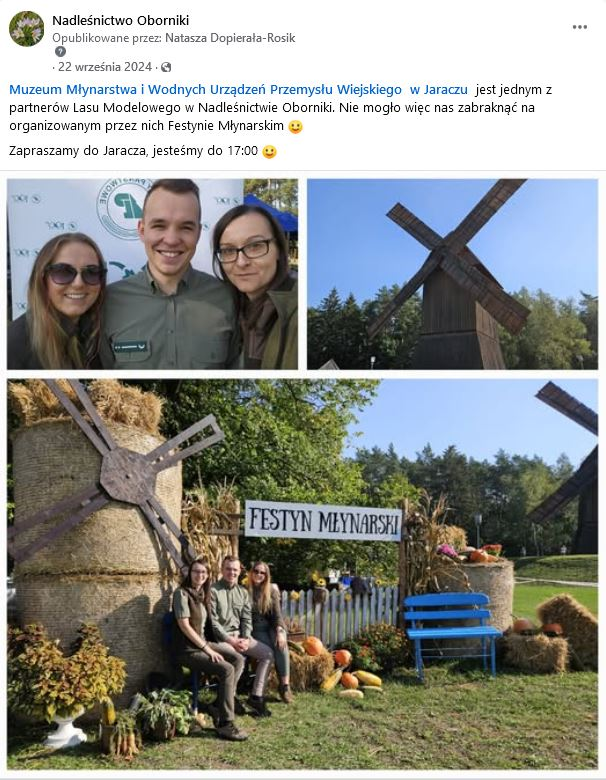 Nadleśnictwo Oborniki
Opublikowane przez: Natasza Dopierała-Rosik
· 22 września 2024 ·
Muzeum Młynarstwa i Wodnych Urządzeń Przemysłu Wiejskiego w Jaraczu jest jednym z
partnerów Lasu Modelowego w Nadleśnictwie Oborniki. Nie mogło więc nas zabraknąć na
organizowanym przez nich Festynie Młynarskim
Zapraszamy do Jaracza, jesteśmy do 17:00
FESTYN MŁYNARSKI